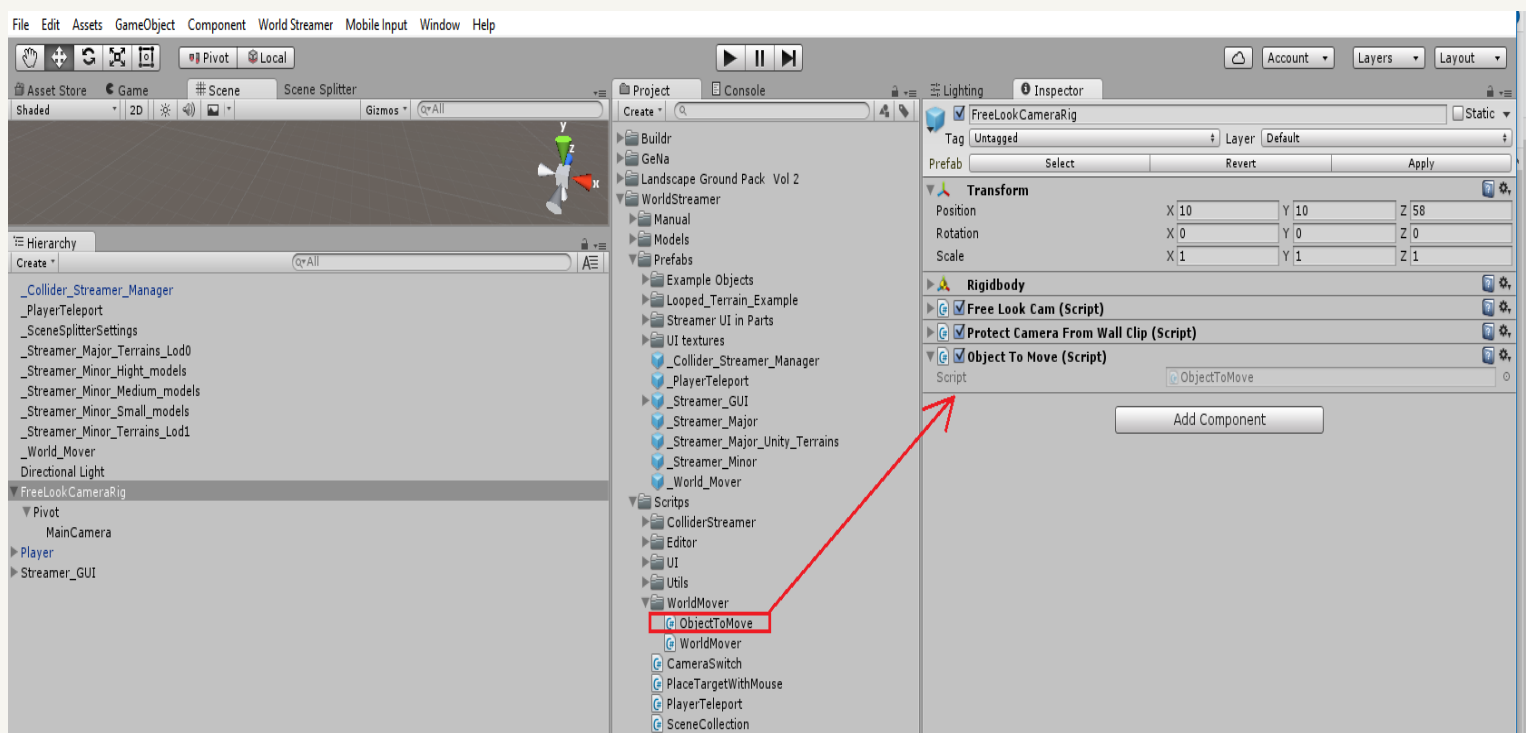 File Edit Assets GameObject Component World Streamer Mobile Input Window Help
Pivot Local
Account Layers Layout
Asset Store Game Scene Scene Splitter
Shaded 2D Gizmos All
y
z
x
Hierarchy
Create All
_Collider_Streamer_Manager
_PlayerTeleport
_SceneSplitterSettings
_Streamer_Major_Terrains_Lod0
_Streamer_Minor_Hight_models
_Streamer_Minor_Medium_models
_Streamer_Minor_Small_models
_Streamer_Minor_Terrains_Lod1
_World_Mover
Directional Light
FreeLookCameraRig
Pivot
MainCamera
Player
Streamer_GUI
Project Console
Create
Buildr
GeNa
Landscape Ground Pack Vol 2
WorldStreamer
Manual
Models
Prefabs
Example Objects
Looped_Terrain_Example
Streamer UI in Parts
UI textures
_Collider_Streamer_Manager
_PlayerTeleport
_Streamer_GUI
_Streamer_Major
_Streamer_Major_Unity_Terrains
_Streamer_Minor
_World_Mover
Scritps
ColliderStreamer
Editor
UI
Utils
WorldMover
ObjectToMove
WorldMover
CameraSwitch
PlaceTargetWithMouse
PlayerTeleport
SceneCollection
Lighting Inspector
FreeLookCameraRig Static
Tag Untagged Layer Default
Prefab Select Revert Apply
Transform
Position X 10 Y 10 Z 58
Rotation X 0 Y 0 Z 0
Scale X 1 Y 1 Z 1
Rigidbody
Free Look Cam (Script)
Protect Camera From Wall Clip (Script)
Object To Move (Script)
Script ObjectToMove
Add Component